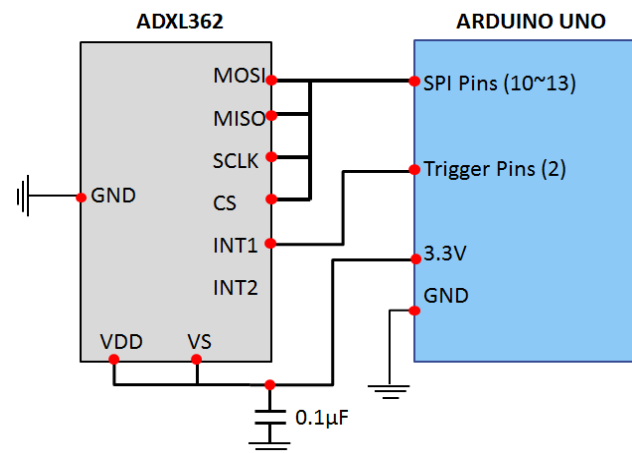 ADXL362
ARDUINO UNO
MOSI
MISO
SCLK
CS
INT1
INT2
GND
VDD
VS
SPI Pins (10~13)
Trigger Pins (2)
3.3V
GND
0.1µF